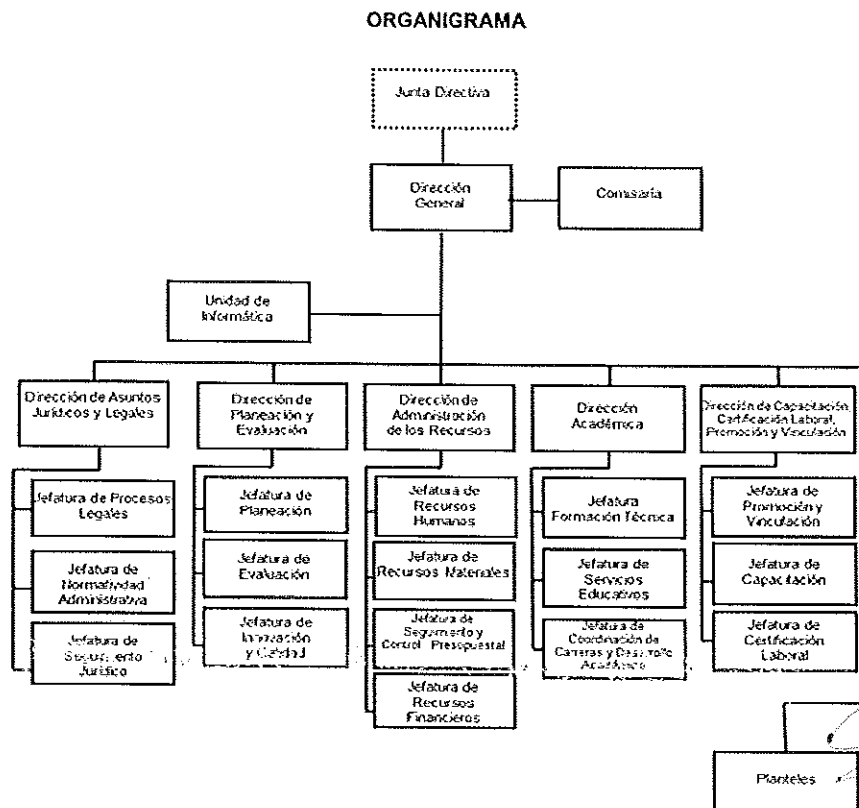 ORGANIGRAMA
Junta Directiva
Dirección
General
Comisaría
Unidad de
Informática
Dirección de Asuntos
Jurídicos y Legales
Dirección de
Planeación y
Evaluación
Dirección de
Administración
de los Recursos
Dirección
Académica
Dirección de Capacitación,
Certificación Laboral,
Promoción y Vinculación
Jefatura de Procesos
Legales
Jefatura de
Planeación
Jefatura de
Recursos
Humanos
Jefatura
Formación Técnica
Jefatura de
Promoción y
Vinculación
Jefatura de
Normatividad
Administrativa
Jefatura de
Evaluación
Jefatura de
Recursos Materiales
Jefatura de
Servicios
Educativos
Jefatura de
Capacitación
Jefatura de
Seguimiento
Jurídico
Jefatura de
Innovación
y Calidad
Jefatura de
Seguimiento y
Control Presupuestal
Jefatura de
Coordinación de
Carreras y Desarrollo
Académico
Jefatura de
Certificación
Laboral
Jefatura de
Recursos
Financieros
Planteles